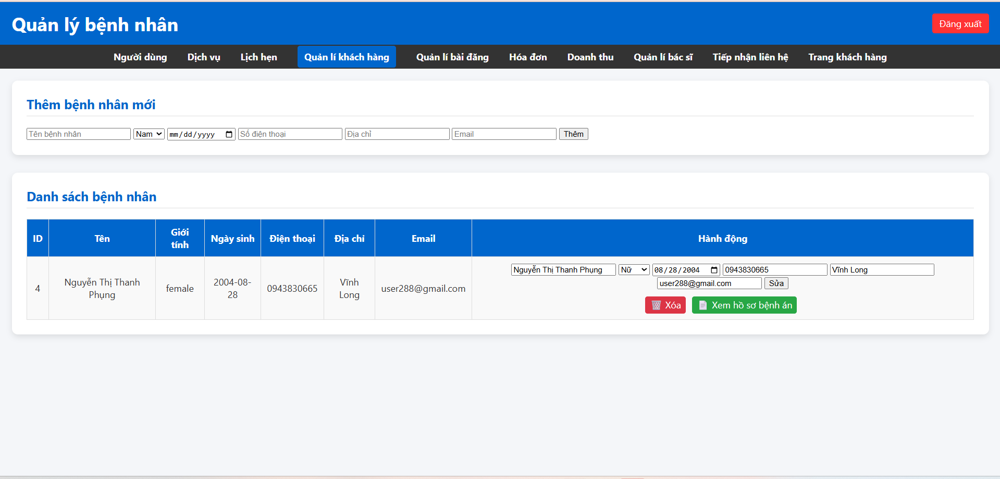 Quản lý bệnh nhân
Đăng xuất
Người dùng Dịch vụ Lịch hẹn Quản lí khách hàng Quản lí bài đăng Hóa đơn Doanh thu Quản lí bác sĩ Tiếp nhận liên hệ Trang khách hàng
Thêm bệnh nhân mới
Tên bệnh nhân Nam mm/dd/yyyy Số điện thoại Địa chỉ Email Thêm
Danh sách bệnh nhân
ID Tên Giới tính Ngày sinh Điện thoại Địa chỉ Email Hành động
4 Nguyễn Thị Thanh Phụng female 2004-08-28 0943830665 Vĩnh Long user288@gmail.com
Nguyễn Thị Thanh Phụng Nữ 08/28/2004 0943830665 Vĩnh Long
user288@gmail.com Sửa
Xóa Xem hồ sơ bệnh án